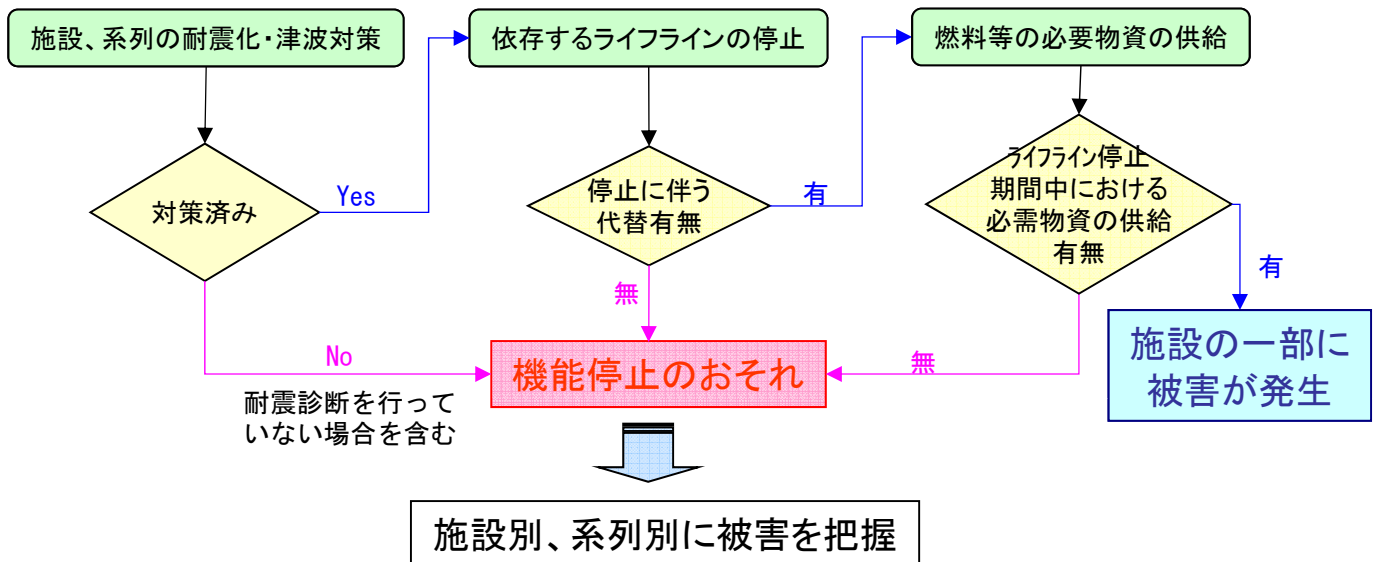 施設、系列の耐震化・津波対策
依存するライフラインの停止
燃料等の必要物資の供給
対策済み
Yes
停止に伴う
代替有無
有
ライフライン停止
期間中における
必需物資の供給
有無
有
無
No
機能停止のおそれ
無
施設の一部に
被害が発生
耐震診断を行って
いない場合を含む
施設別、系列別に被害を把握